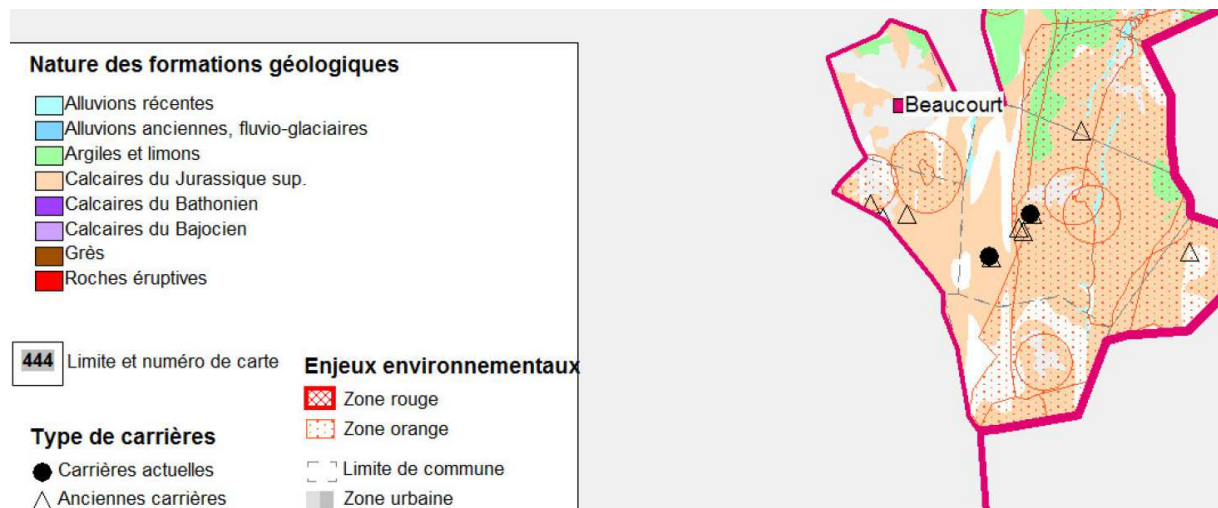 Nature des formations géologiques
Alluvions récentes
Alluvions anciennes, fluvio-glaciaires
Argiles et limons
Calcaires du Jurassique sup.
Calcaires du Bathonien
Calcaires du Bajocien
Grès
Roches éruptives
444 Limite et numéro de carte
Enjeux environnementaux
Zone rouge
Zone orange
Limite de commune
Zone urbaine
Type de carrières
Carrières actuelles
Anciennes carrières
Beaucourt